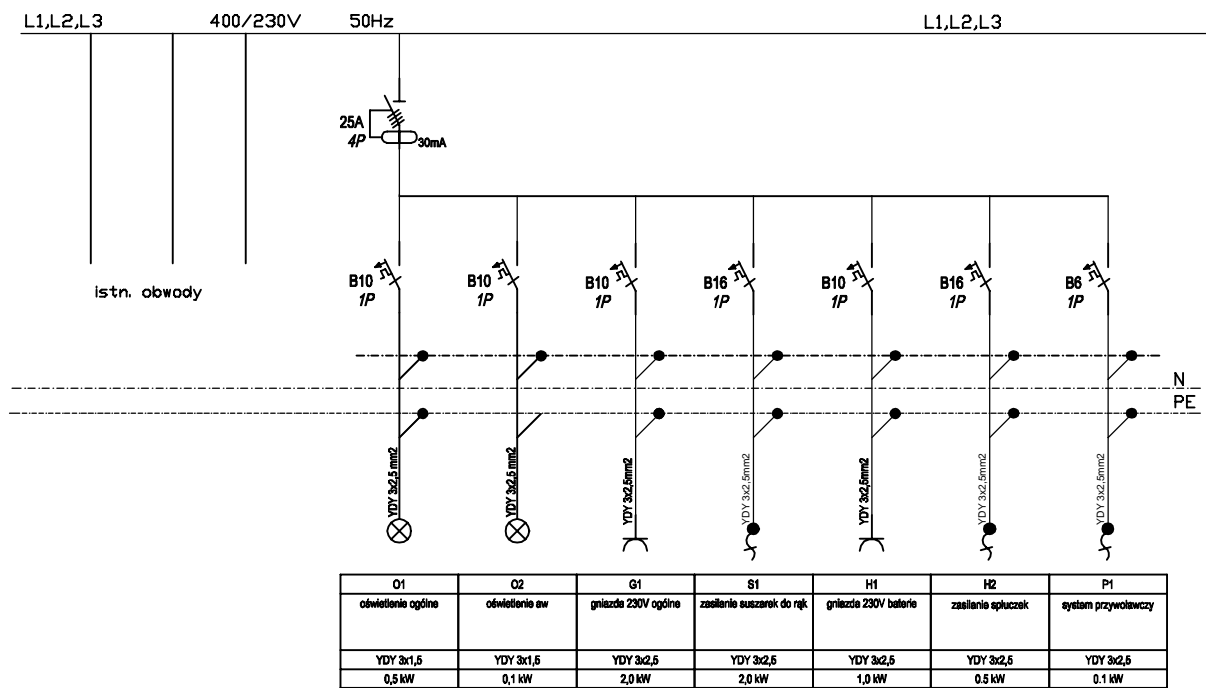 L1,L2,L3 400/230V 50Hz L1,L2,L3
25A
4P
30mA
istn. obwody
B10
1P
B10
1P
B10
1P
B16
1P
B10
1P
B16
1P
B6
1P
N
PE
YDY 3x2,5 mm2
YDY 3x2,5 mm2
YDY 3x2,5mm2
YDY 3x2,5mm2
YDY 3x2,5mm2
YDY 3x2,5mm2
YDY 3x2,5mm2
O1 O2 G1 S1 H1 H2 P1
oświetlenie ogólne oświetlenie aw gniazda 230V ogólne zasilanie suszarek do rąk gniazda 230V baterie zasilanie spłuczek system przywoławczy
YDY 3x1,5 YDY 3x1,5 YDY 3x2,5 YDY 3x2,5 YDY 3x2,5 YDY 3x2,5 YDY 3x2,5
0,5 kW 0,1 kW 2,0 kW 2,0 kW 1,0 kW 0.5 kW 0.1 kW